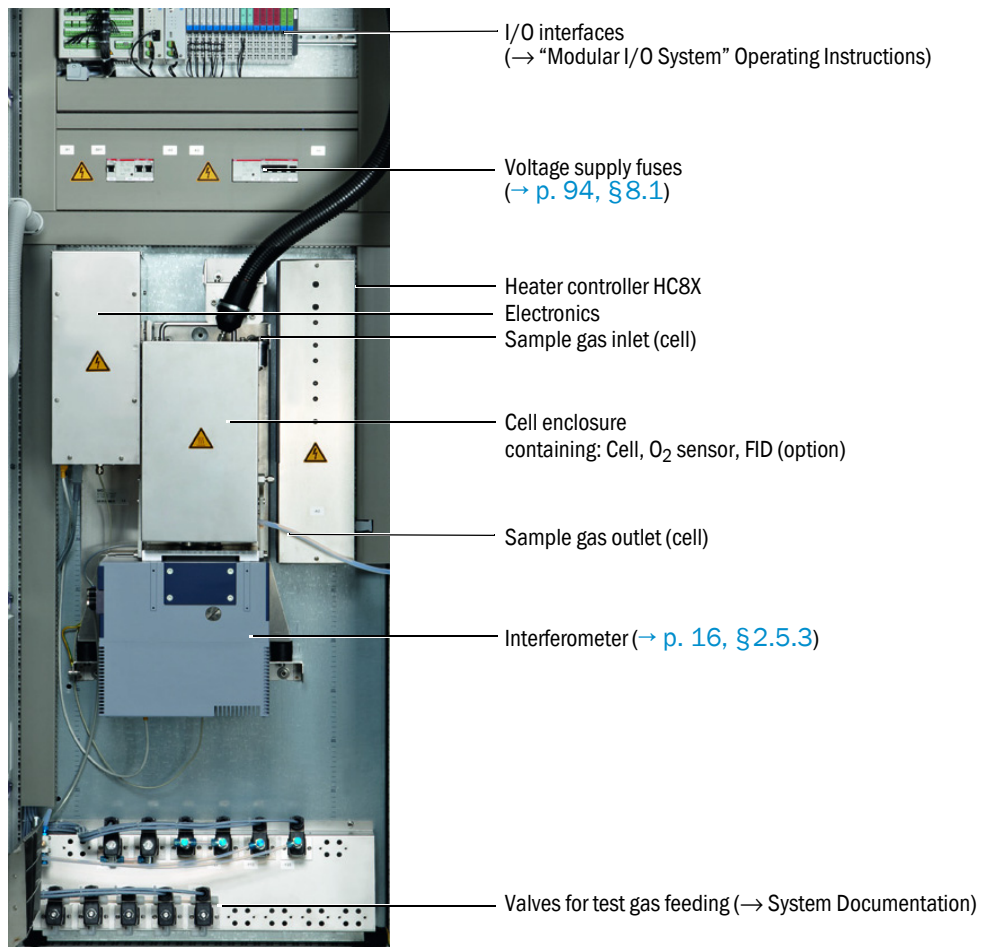 I/O interfaces
(→ “Modular I/O System” Operating Instructions)
Voltage supply fuses
(→ p. 94, §8.1)
Heater controller HC8X
Electronics
Sample gas inlet (cell)
Cell enclosure
containing: Cell, O₂ sensor, FID (option)
Sample gas outlet (cell)
Interferometer (→ p. 16, §2.5.3)
Valves for test gas feeding (→ System Documentation)